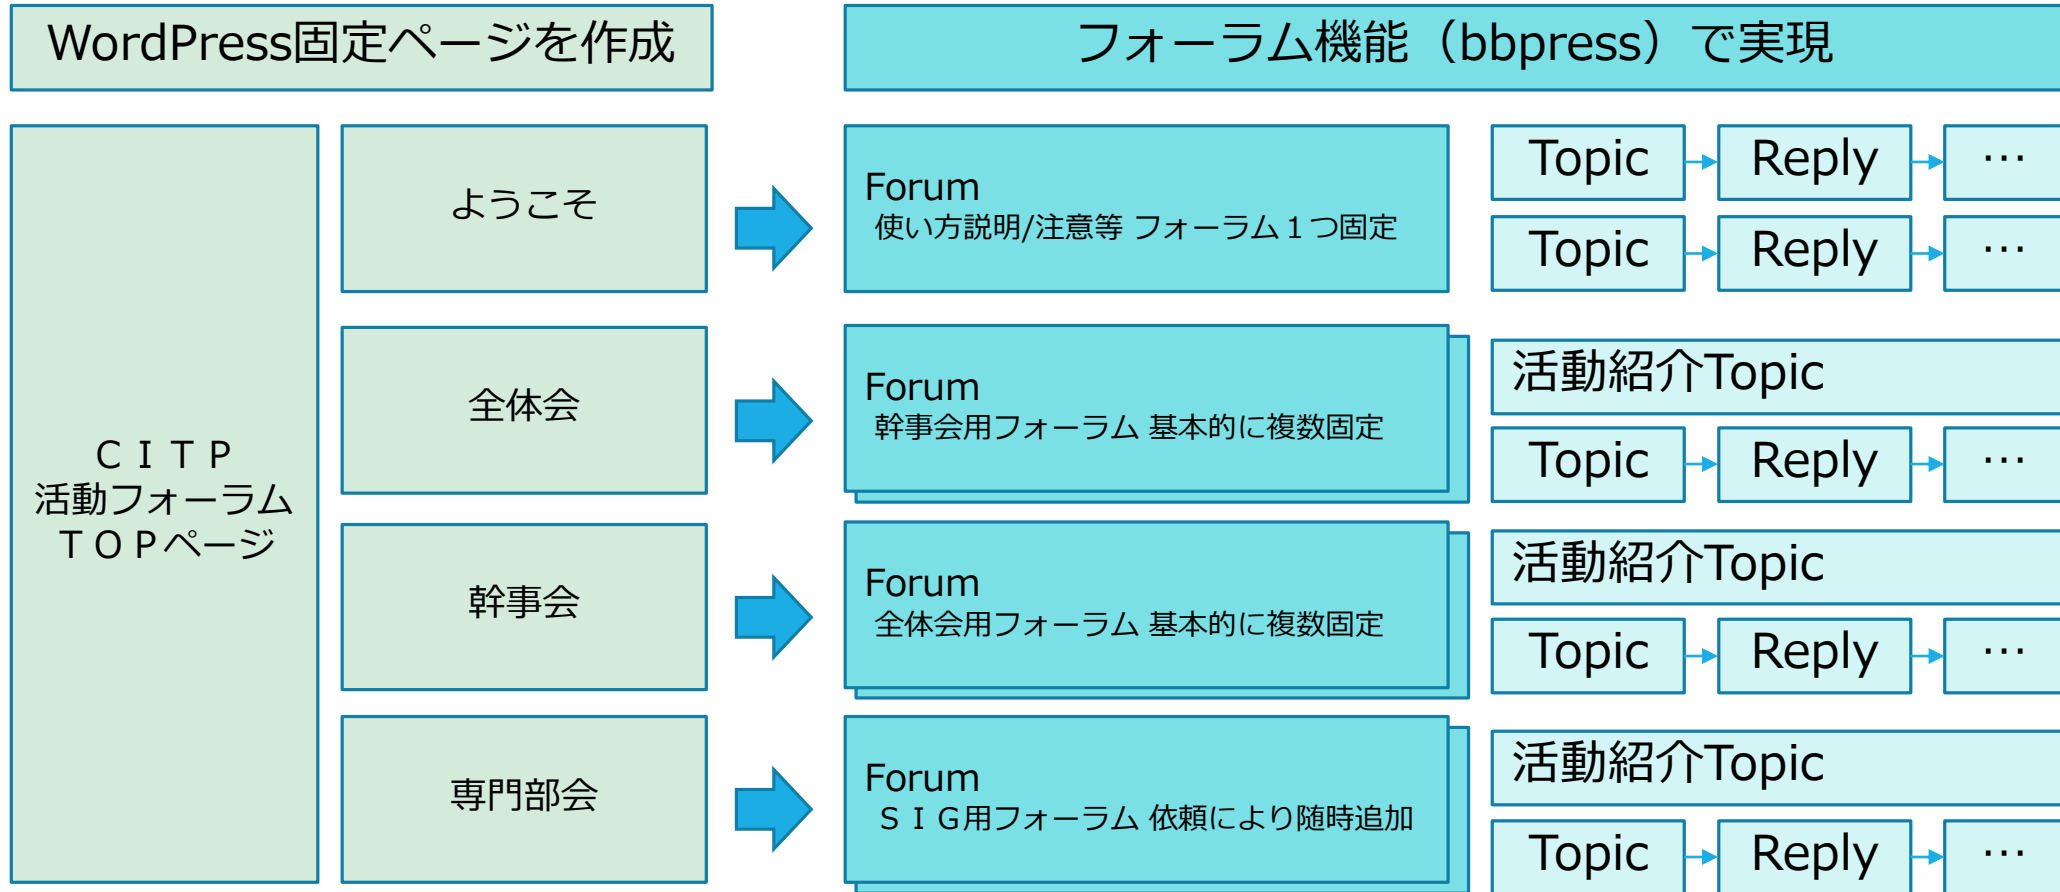 WordPress固定ページを作成
フォーラム機能（bbpress）で実現
ＣＩＴＰ
活動フォーラム
ＴＯＰページ
ようこそ
Forum
使い方説明/注意等 フォーラム１つ固定
Topic
Reply
…
Topic
Reply
…
全体会
Forum
幹事会用フォーラム 基本的に複数固定
活動紹介Topic
Topic
Reply
…
幹事会
Forum
全体会用フォーラム 基本的に複数固定
活動紹介Topic
Topic
Reply
…
専門部会
Forum
ＳＩＧ用フォーラム 依頼により随時追加
活動紹介Topic
Topic
Reply
…